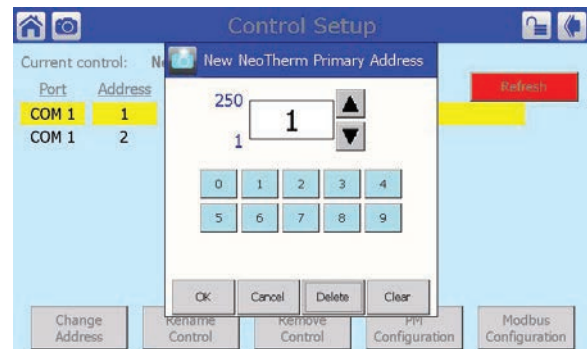 Control Setup
Current control: N
New NeoTherm Primary Address
Port Address
Refresh
COM 1 1
COM 1 2
250
1
1
0 1 2 3 4
5 6 7 8 9
OK Cancel Delete Clear
Change Address
Rename Control
Remove Control
PM Configuration
Modbus Configuration